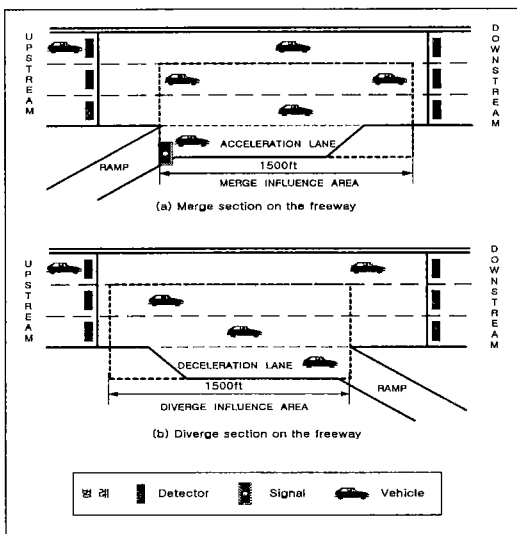 UPSTREAM
DOWNSTREAM
ACCELERATION LANE
RAMP
1500ft
MERGE INFLUENCE AREA
(a) Merge section on the freeway
UPSTREAM
DOWNSTREAM
DECELERATION LANE
1500ft
RAMP
DIVERGE INFLUENCE AREA
(b) Diverge section on the freeway
범 례 Detector Signal Vehicle